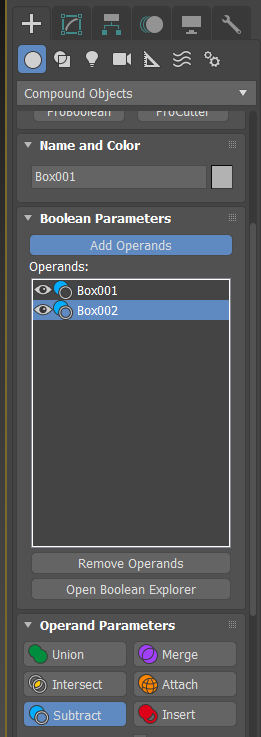 Compound Objects
ProBoolean ProCutter
Name and Color
Box001
Boolean Parameters
Add Operands
Operands:
Box001
Box002
Remove Operands
Open Boolean Explorer
Operand Parameters
Union Merge
Intersect Attach
Subtract Insert